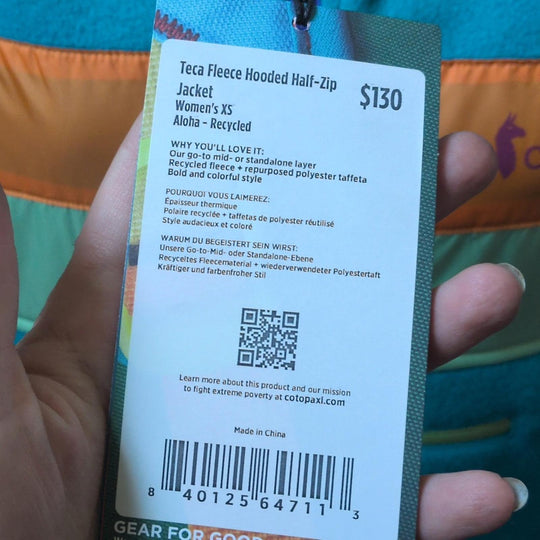 Teca Fleece Hooded Half-Zip
Jacket
$130
Women's XS
Aloha - Recycled
WHY YOU'LL LOVE IT:
Our go-to mid- or standalone layer
Recycled fleece + repurposed polyester taffeta
Bold and colorful style
POURQUOI VOUS L'AIMEREZ:
Épaisseur thermique
Polaire recyclée + taffetas de polyester réutilisé
Style audacieux et coloré
WARUM DU BEGEISTERT SEIN WIRST:
Unsere Go-to-Mid- oder Standalone-Ebene
Recyceltes Fleecematerial + wiederverwendeter Polyestertaft
Kräftiger und farbenfroher Stil
Learn more about this product and our mission
to fight extreme poverty at cotopaxi.com
Made in China
8 40125 64711 3
GEAR FOR GOOD